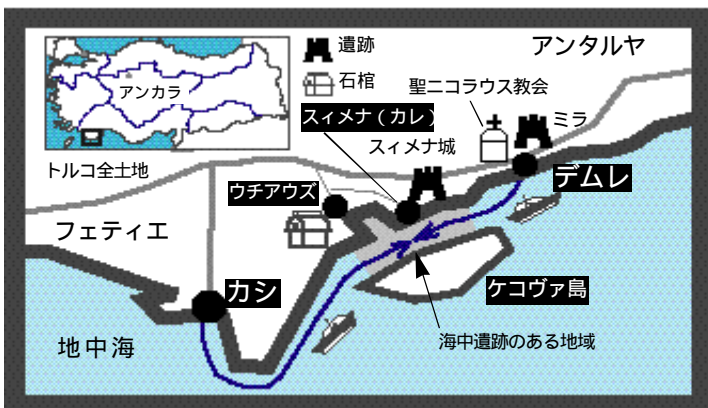 アンカラ
トルコ全土地
遺跡
石棺
アンタルヤ
聖ニコラウス教会
スィメナ（カレ）
ミラ
スィメナ城
デムレ
ウチアウズ
フェティエ
カシ
ケコヴァ島
海中遺跡のある地域
地中海